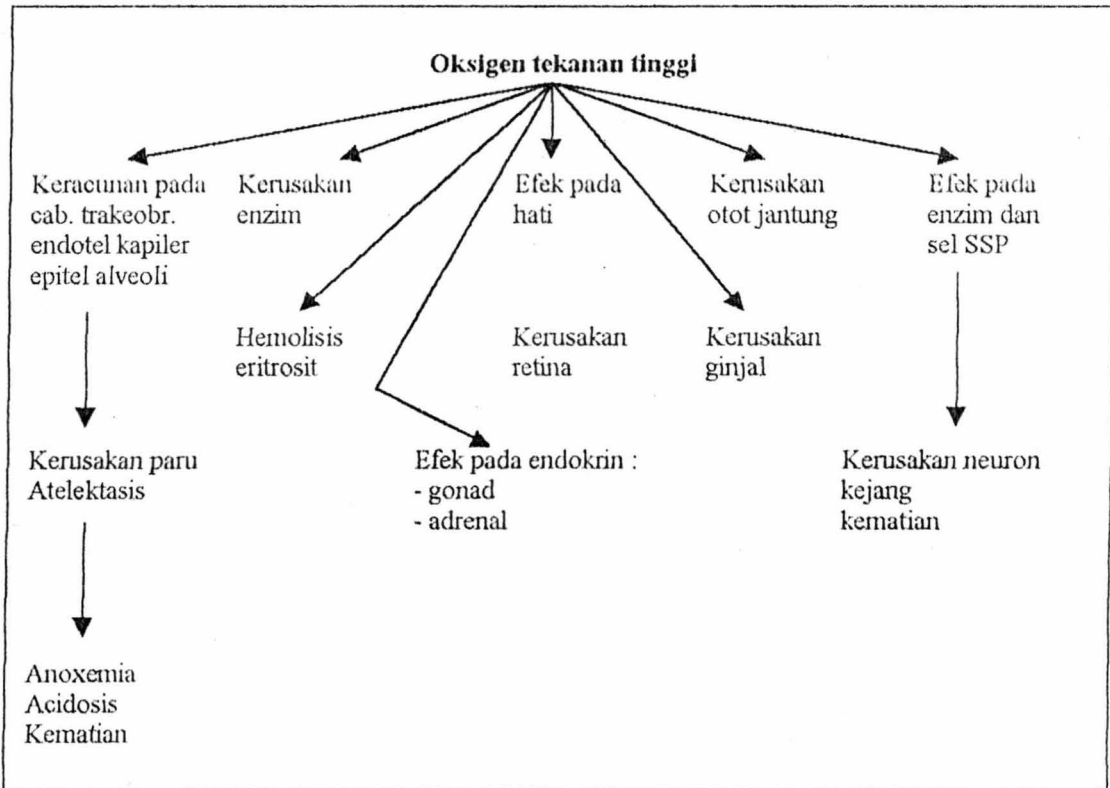 Oksigen tekanan tinggi
Keracunan pada
cab. trakeobr.
endotel kapiler
epitel alveoli
Kerusakan
enzim
Efek pada
hati
Kerusakan
otot jantung
Efek pada
enzim dan
sel SSP
Hemolisis
eritrosit
Kerusakan
retina
Kerusakan
ginjal
Kerusakan paru
Atelektasis
Efek pada endokrin :
- gonad
- adrenal
Kerusakan neuron
kejang
kematian
Anoxemia
Acidosis
Kematian